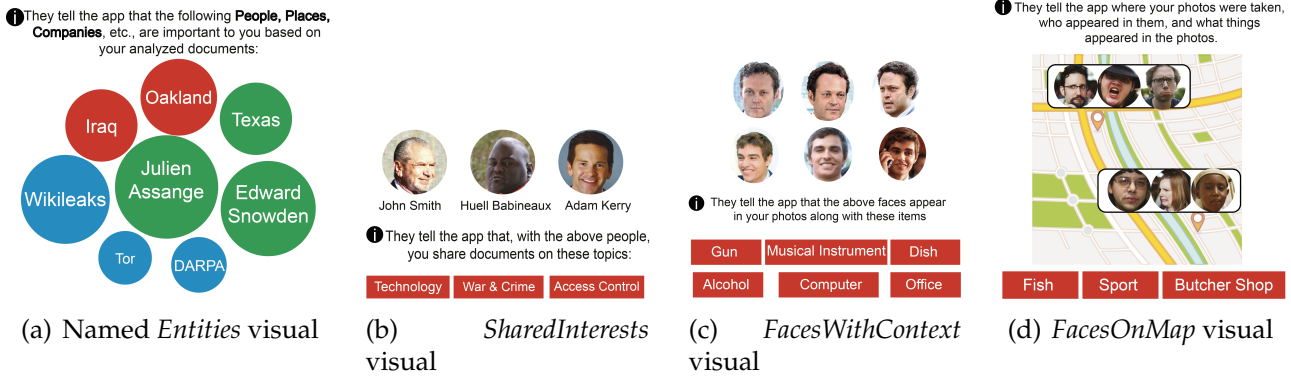 i They tell the app that the following People, Places,
Companies, etc., are important to you based on
your analyzed documents:
Oakland
Iraq
Texas
Julien
Assange
Wikileaks
Edward
Snowden
Tor
DARPA
(a) Named Entities visual
John Smith
Huell Babineaux
Adam Kerry
i They tell the app that, with the above people,
you share documents on these topics:
Technology
War & Crime
Access Control
(b) SharedInterests
visual
i They tell the app that the above faces appear
in your photos along with these items
Gun
Musical Instrument
Dish
Alcohol
Computer
Office
(c) FacesWithContext
visual
i They tell the app where your photos were taken,
who appeared in them, and what things
appeared in the photos.
Fish
Sport
Butcher Shop
(d) FacesOnMap visual